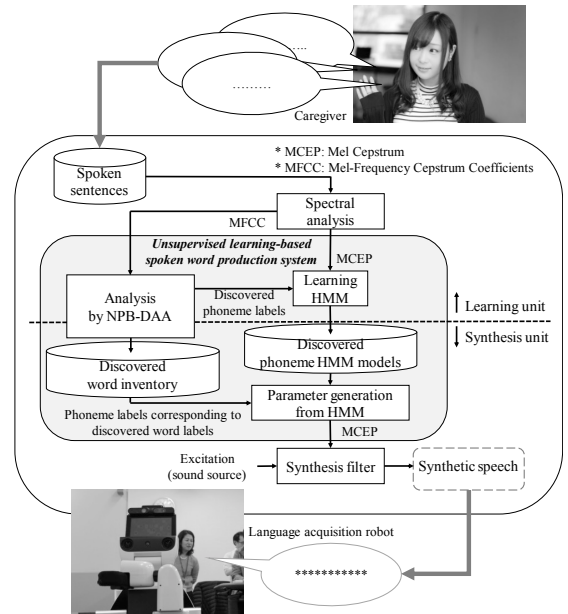 .....
.........
Caregiver
* MCEP: Mel Cepstrum
* MFCC: Mel-Frequency Cepstrum Coefficients
Spoken
sentences
Spectral
analysis
MFCC
Unsupervised learning-based
spoken word production system
MCEP
Analysis
by NPB-DAA
Discovered
phoneme labels
Learning
HMM
Learning unit
Synthesis unit
Discovered
word inventory
Discovered
phoneme HMM models
Phoneme labels corresponding to
discovered word labels
Parameter generation
from HMM
MCEP
Excitation
(sound source)
Synthesis filter
Synthetic speech
Language acquisition robot
***********